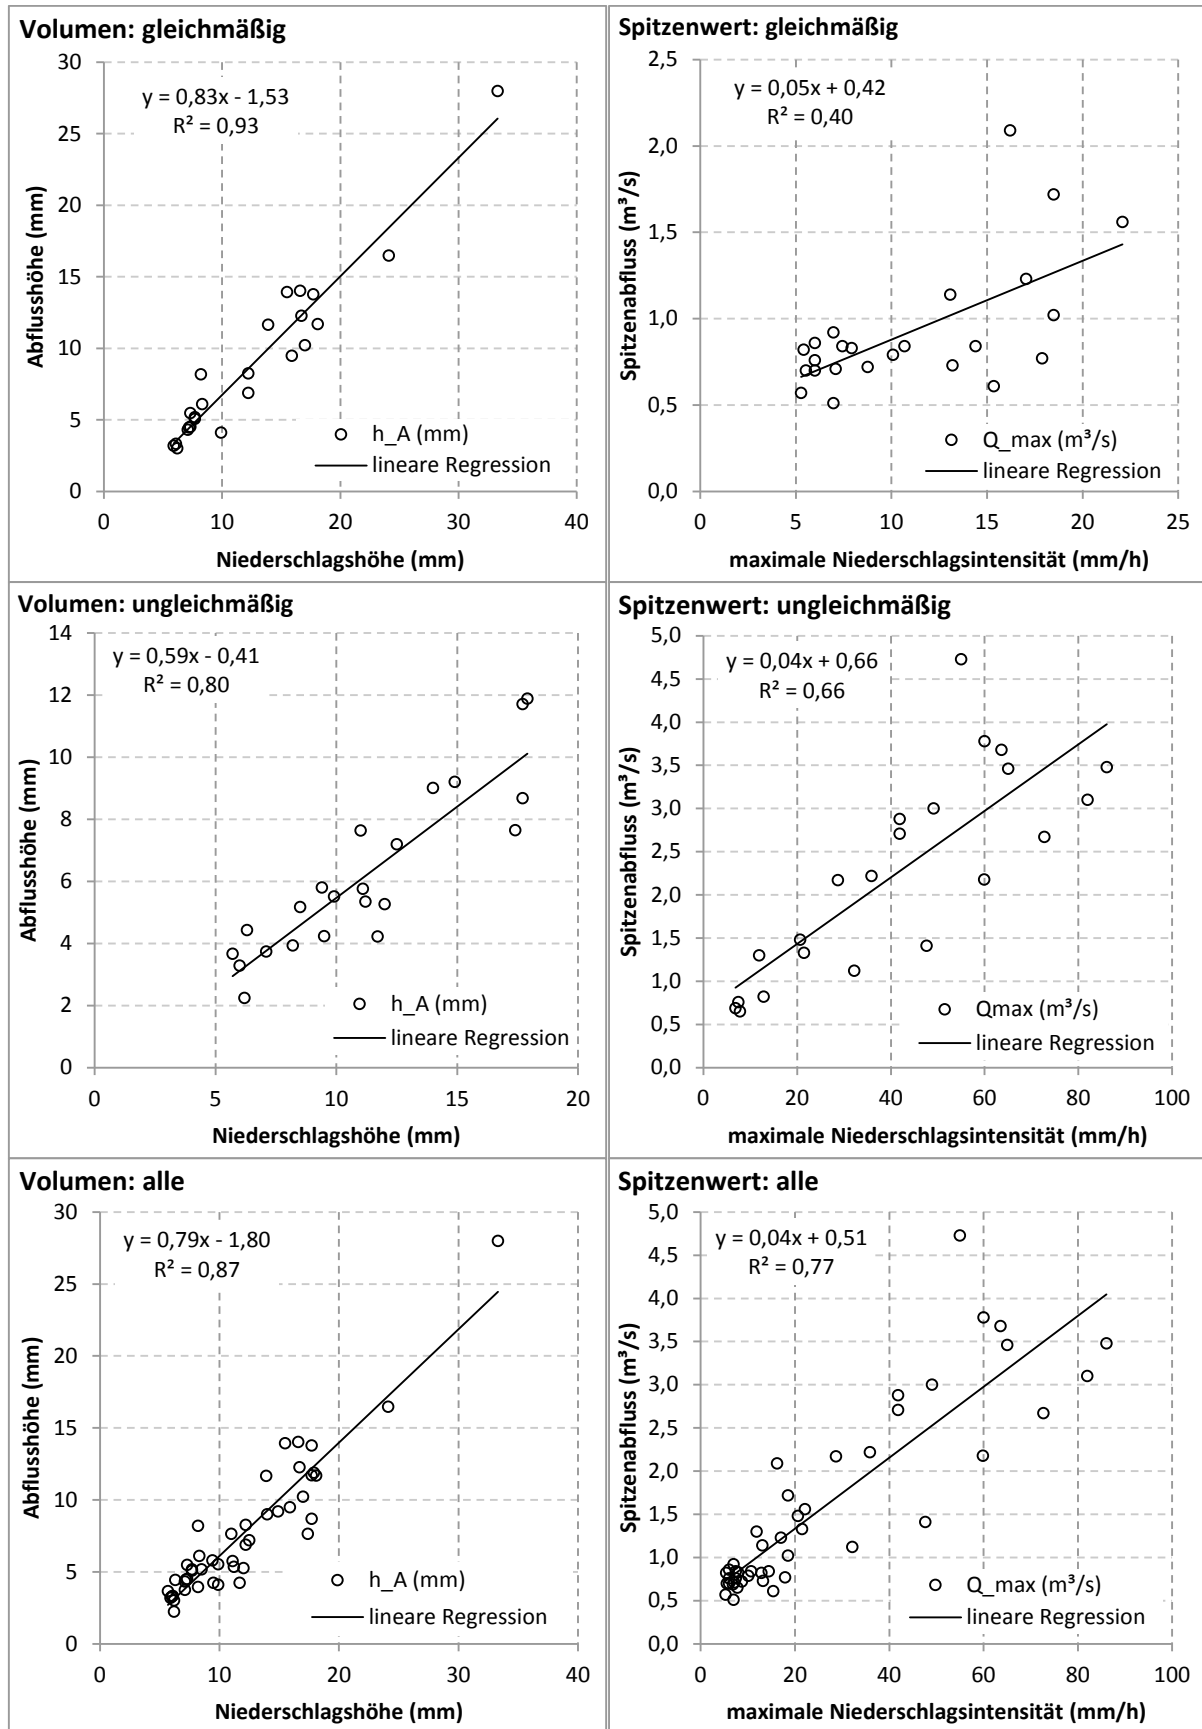 Volumen: gleichmäßig
y = 0,83x - 1,53
R² = 0,93
30
25
20
15
10
5
0
Abflusshöhe (mm)
h_A (mm)
lineare Regression
0 10 20 30 40
Niederschlagshöhe (mm)
Spitzenwert: gleichmäßig
y = 0,05x + 0,42
R² = 0,40
2,5
2,0
1,5
1,0
0,5
0,0
Spitzenabfluss (m³/s)
Q_max (m³/s)
lineare Regression
0 5 10 15 20 25
maximale Niederschlagsintensität (mm/h)
Volumen: ungleichmäßig
y = 0,59x - 0,41
R² = 0,80
14
12
10
8
6
4
2
0
Abflusshöhe (mm)
h_A (mm)
lineare Regression
0 5 10 15 20
Niederschlagshöhe (mm)
Spitzenwert: ungleichmäßig
y = 0,04x + 0,66
R² = 0,66
5,0
4,5
4,0
3,5
3,0
2,5
2,0
1,5
1,0
0,5
0,0
Spitzenabfluss (m³/s)
Qmax (m³/s)
lineare Regression
0 20 40 60 80 100
maximale Niederschlagsintensität (mm/h)
Volumen: alle
y = 0,79x - 1,80
R² = 0,87
30
25
20
15
10
5
0
Abflusshöhe (mm)
h_A (mm)
lineare Regression
0 10 20 30 40
Niederschlagshöhe (mm)
Spitzenwert: alle
y = 0,04x + 0,51
R² = 0,77
5,0
4,5
4,0
3,5
3,0
2,5
2,0
1,5
1,0
0,5
0,0
Spitzenabfluss (m³/s)
Q_max (m³/s)
lineare Regression
0 20 40 60 80 100
maximale Niederschlagsintensität (mm/h)